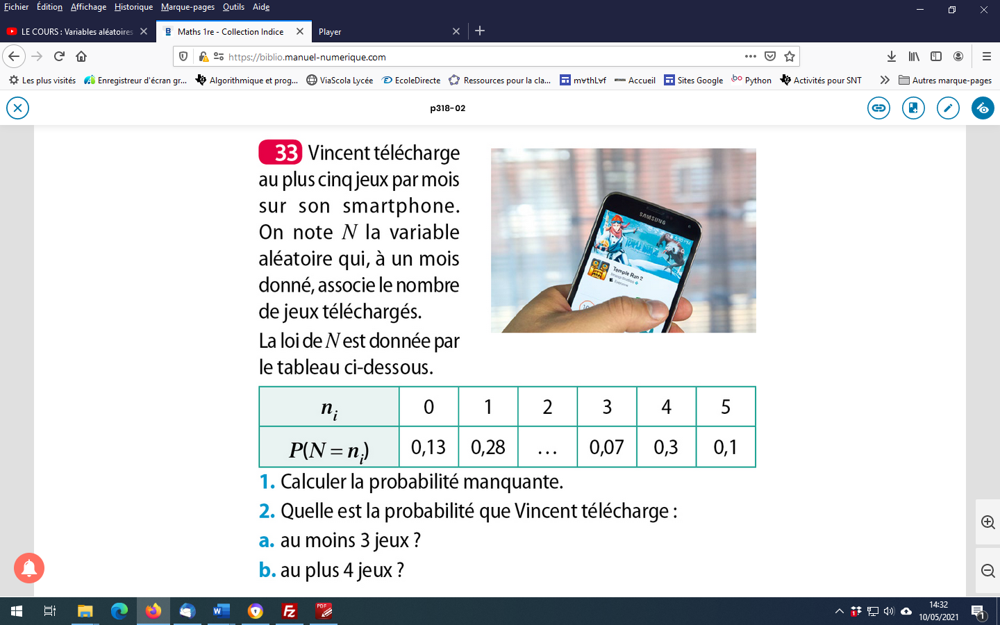 Fichier Édition Affichage Historique Marque-pages Outils Aide
LE COURS : Variables aléatoires
Maths 1re - Collection Indice
Player
https://biblio.manuel-numerique.com
Les plus visités
Enregistreur d'écran gr...
Algorithmique et prog...
ViaScola Lycée
EcoleDirecte
Ressources pour la cla...
m∀thL∀f
Accueil
Sites Google
Python
Activités pour SNT
Autres marque-pages
p318-02
33 Vincent télécharge
au plus cinq jeux par mois
sur son smartphone.
On note N la variable
aléatoire qui, à un mois
donné, associe le nombre
de jeux téléchargés.
La loi de N est donnée par
le tableau ci-dessous.
SAMSUNG
5:50 PM
Temple Run 2
Everyone
n_i 0 1 2 3 4 5
P(N = n_i) 0,13 0,28 ... 0,07 0,3 0,1
1. Calculer la probabilité manquante.
2. Quelle est la probabilité que Vincent télécharge :
a. au moins 3 jeux ?
b. au plus 4 jeux ?
14:32
10/05/2021
1